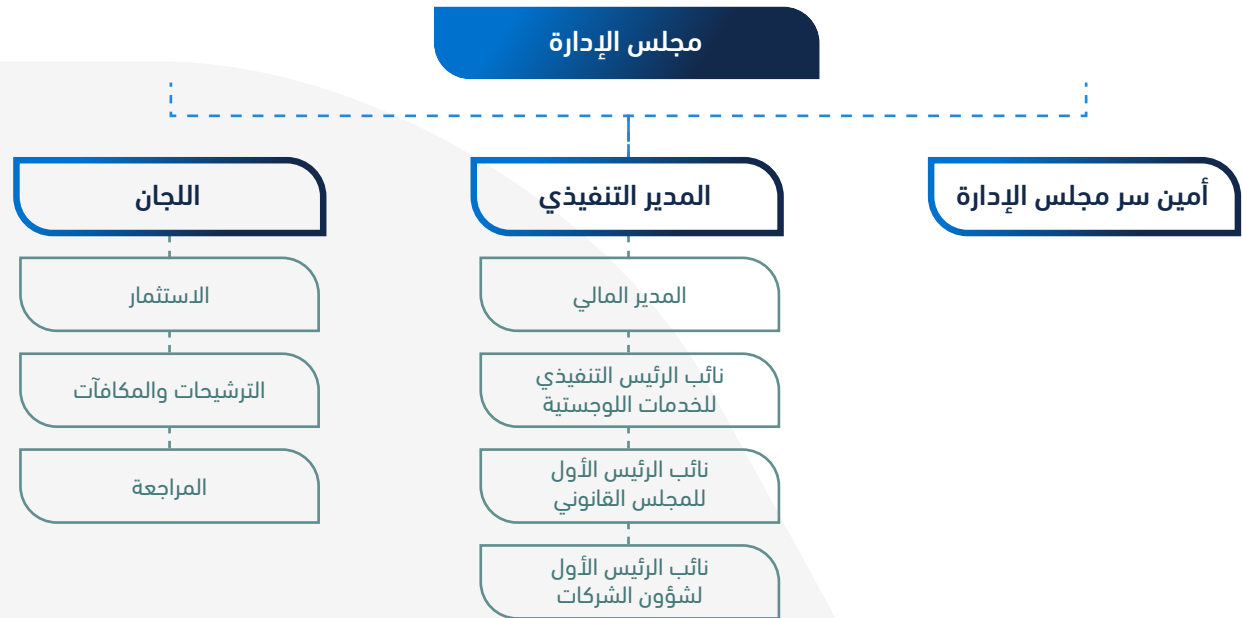 مجلس الإدارة
أمين سر مجلس الإدارة
المدير التنفيذي
المدير المالي
نائب الرئيس التنفيذي
للخدمات اللوجستية
نائب الرئيس الأول
للمجلس القانوني
نائب الرئيس الأول
لشؤون الشركات
اللجان
الاستثمار
الترشيحات والمكافآت
المراجعة